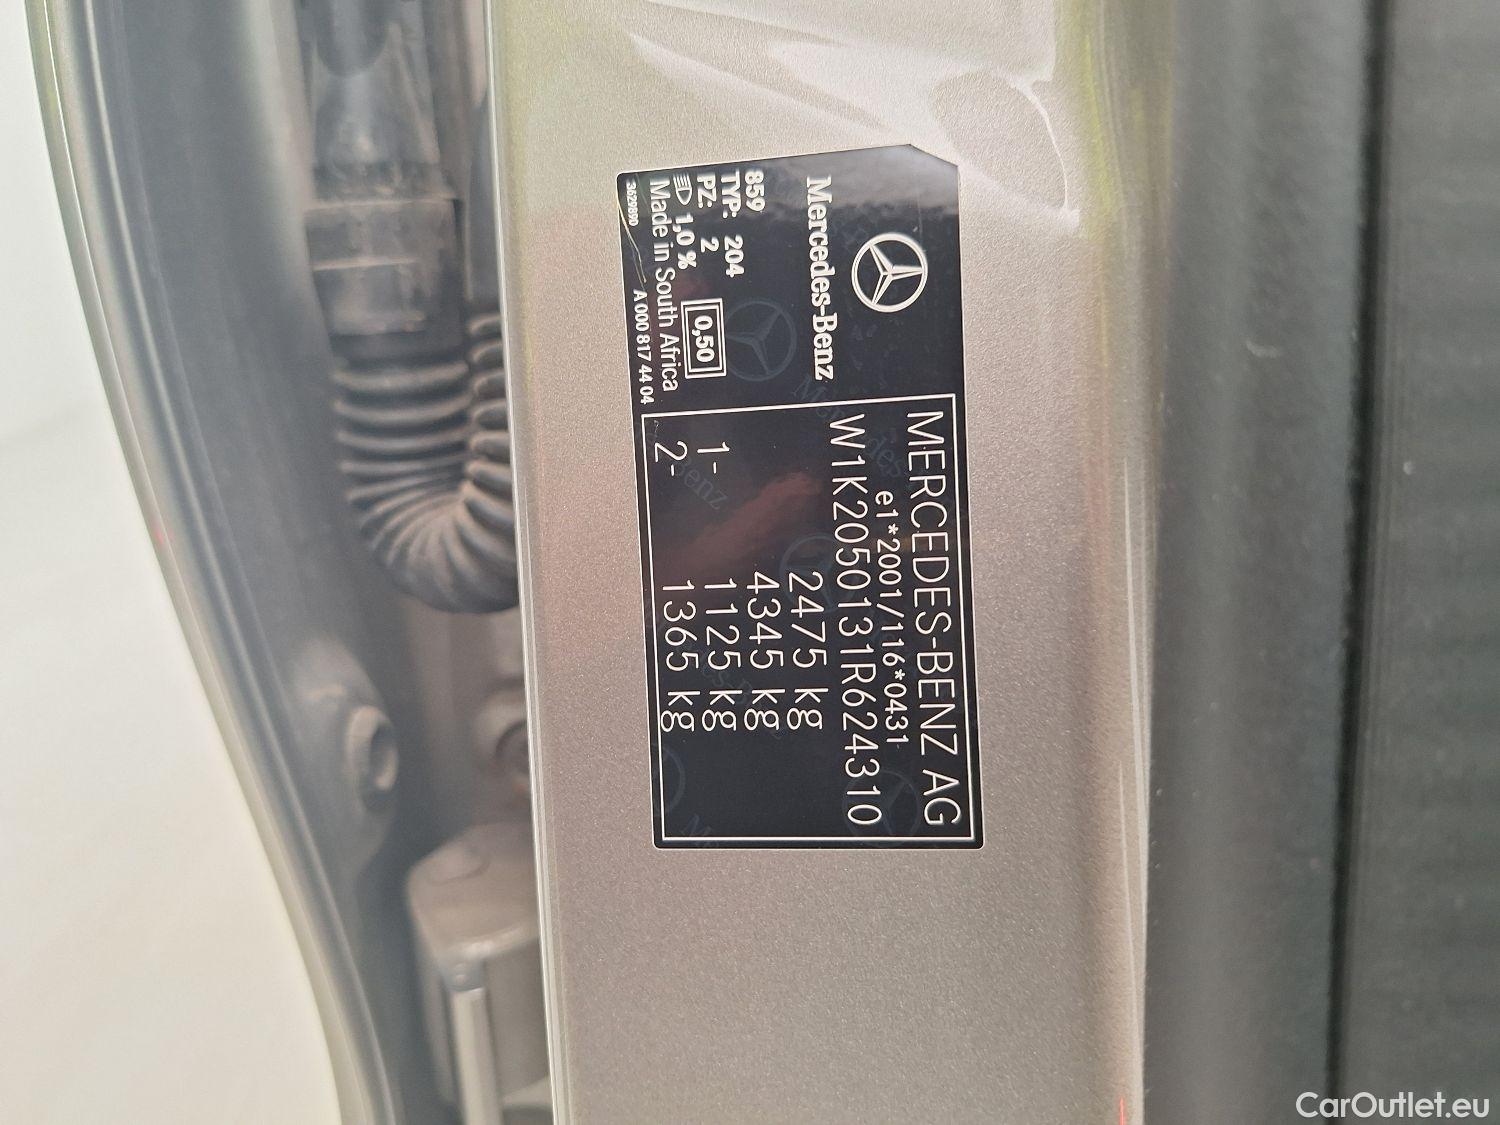 Mercedes-Benz
859
TYP: 204
PZ: 2
1,0 %
0,50
Made in South Africa
3629890
A 000 817 44 04
MERCEDES-BENZ AG
e1*2001/116*0431
W1K2050131R624310
2475 kg
4345 kg
1- 1125 kg
2- 1365 kg
CarOutlet.eu